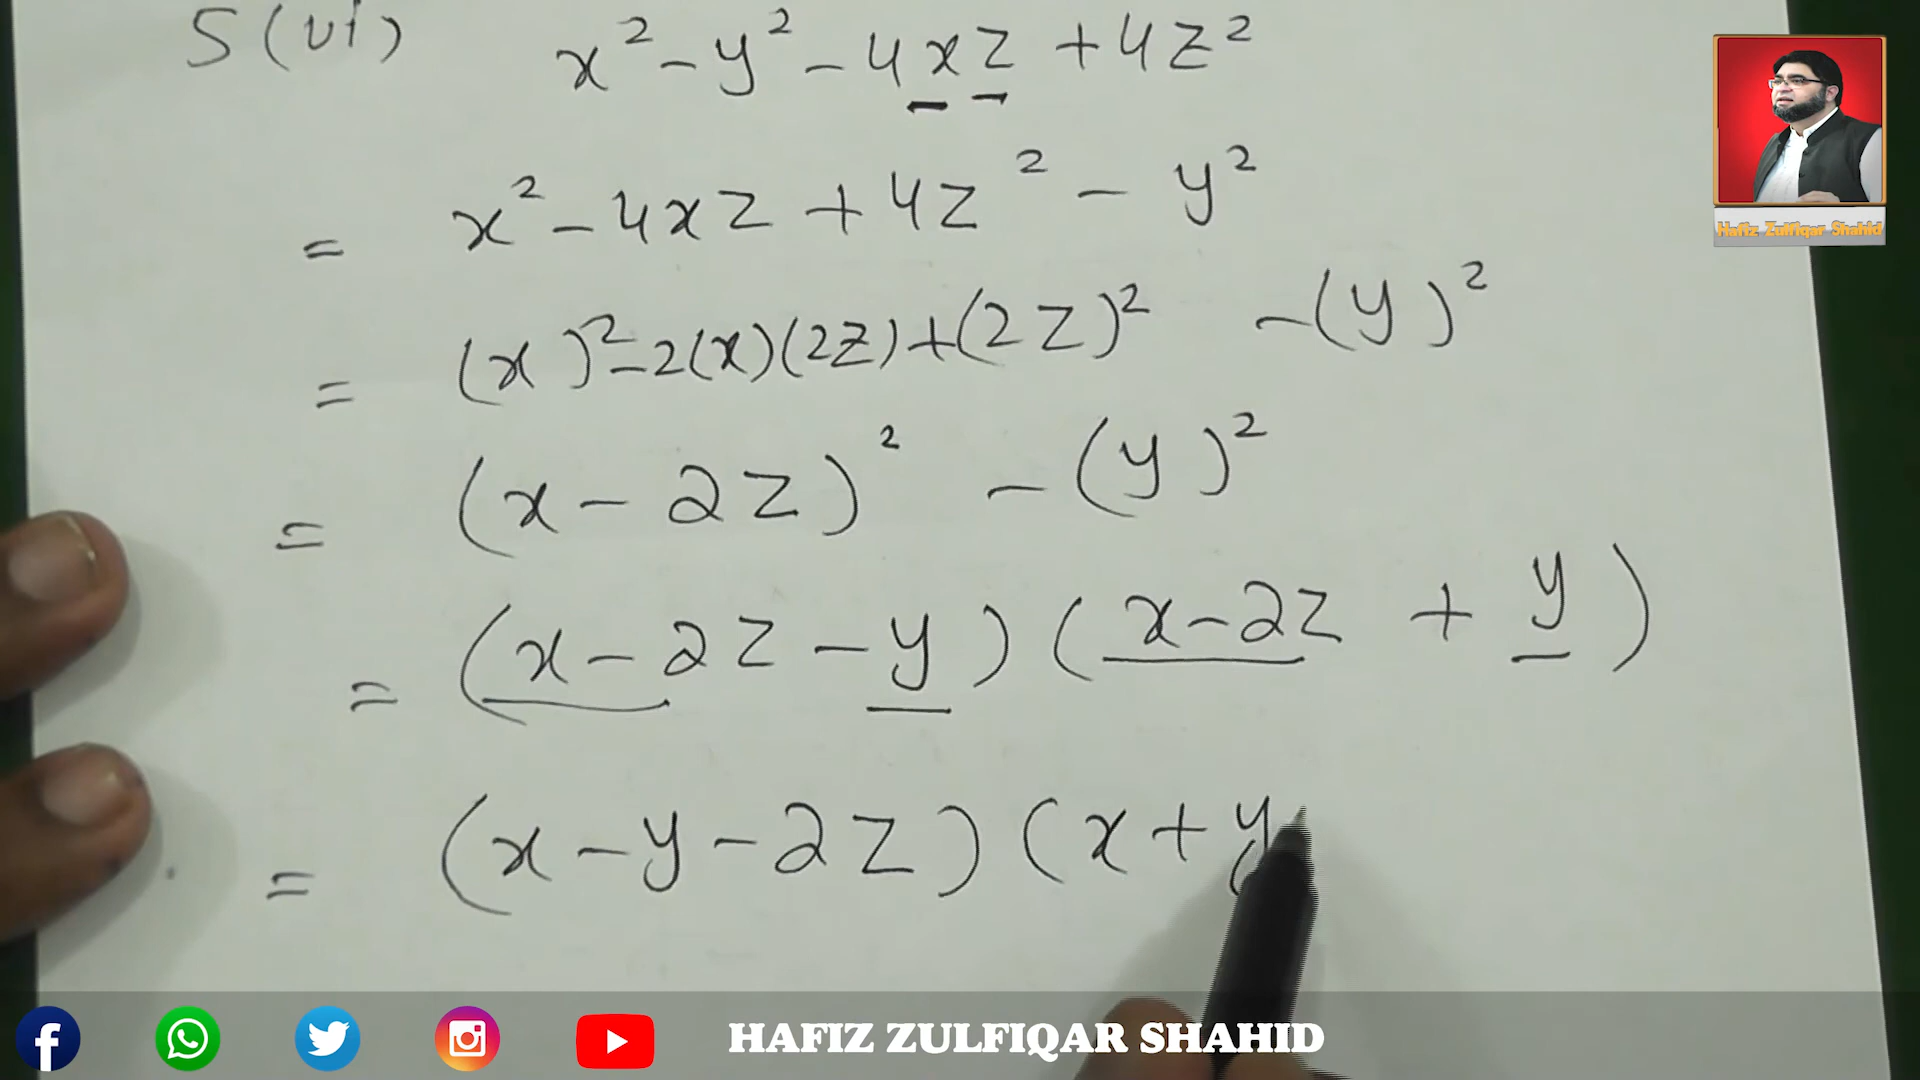 5(vi) x² - y² - 4xz + 4z²
= x² - 4xz + 4z² - y²
= (x)² - 2(x)(2z) + (2z)² - (y)²
= (x - 2z)² - (y)²
= (x - 2z - y)(x - 2z + y)
= (x - y - 2z)(x + y
Hafiz Zulfiqar Shahid
HAFIZ ZULFIQAR SHAHID